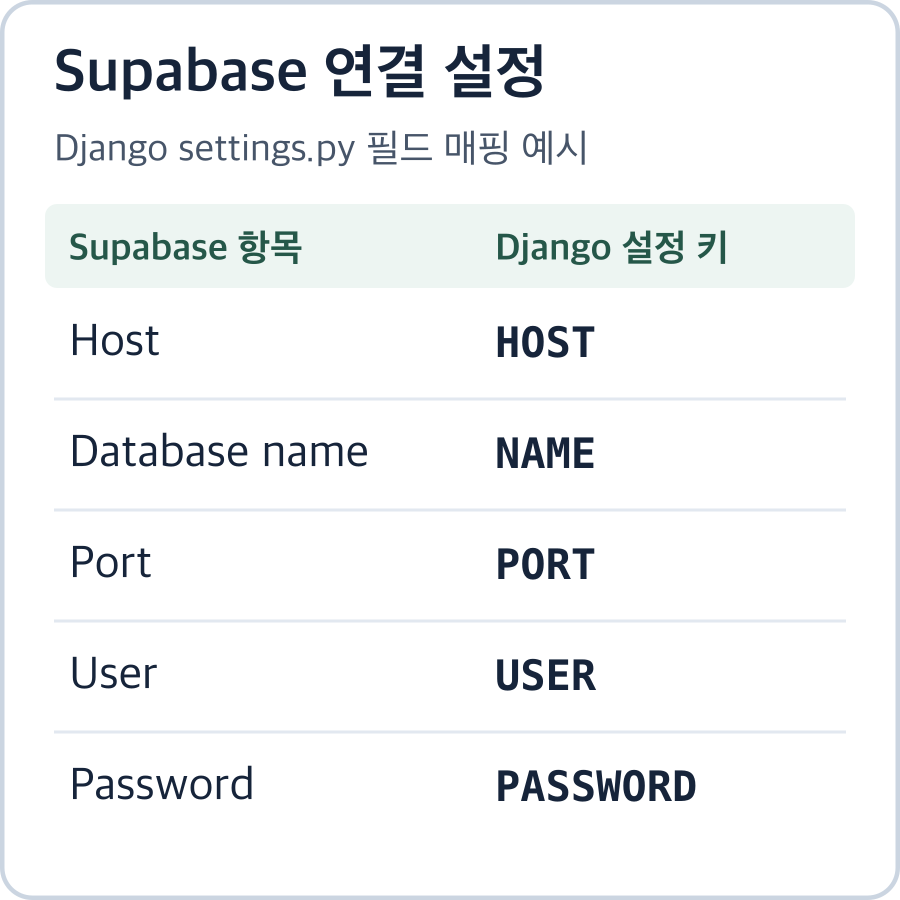 Supabase 연결 설정
Django settings.py 필드 매핑 예시
Supabase 항목 Django 설정 키
Host HOST
Database name NAME
Port PORT
User USER
Password PASSWORD